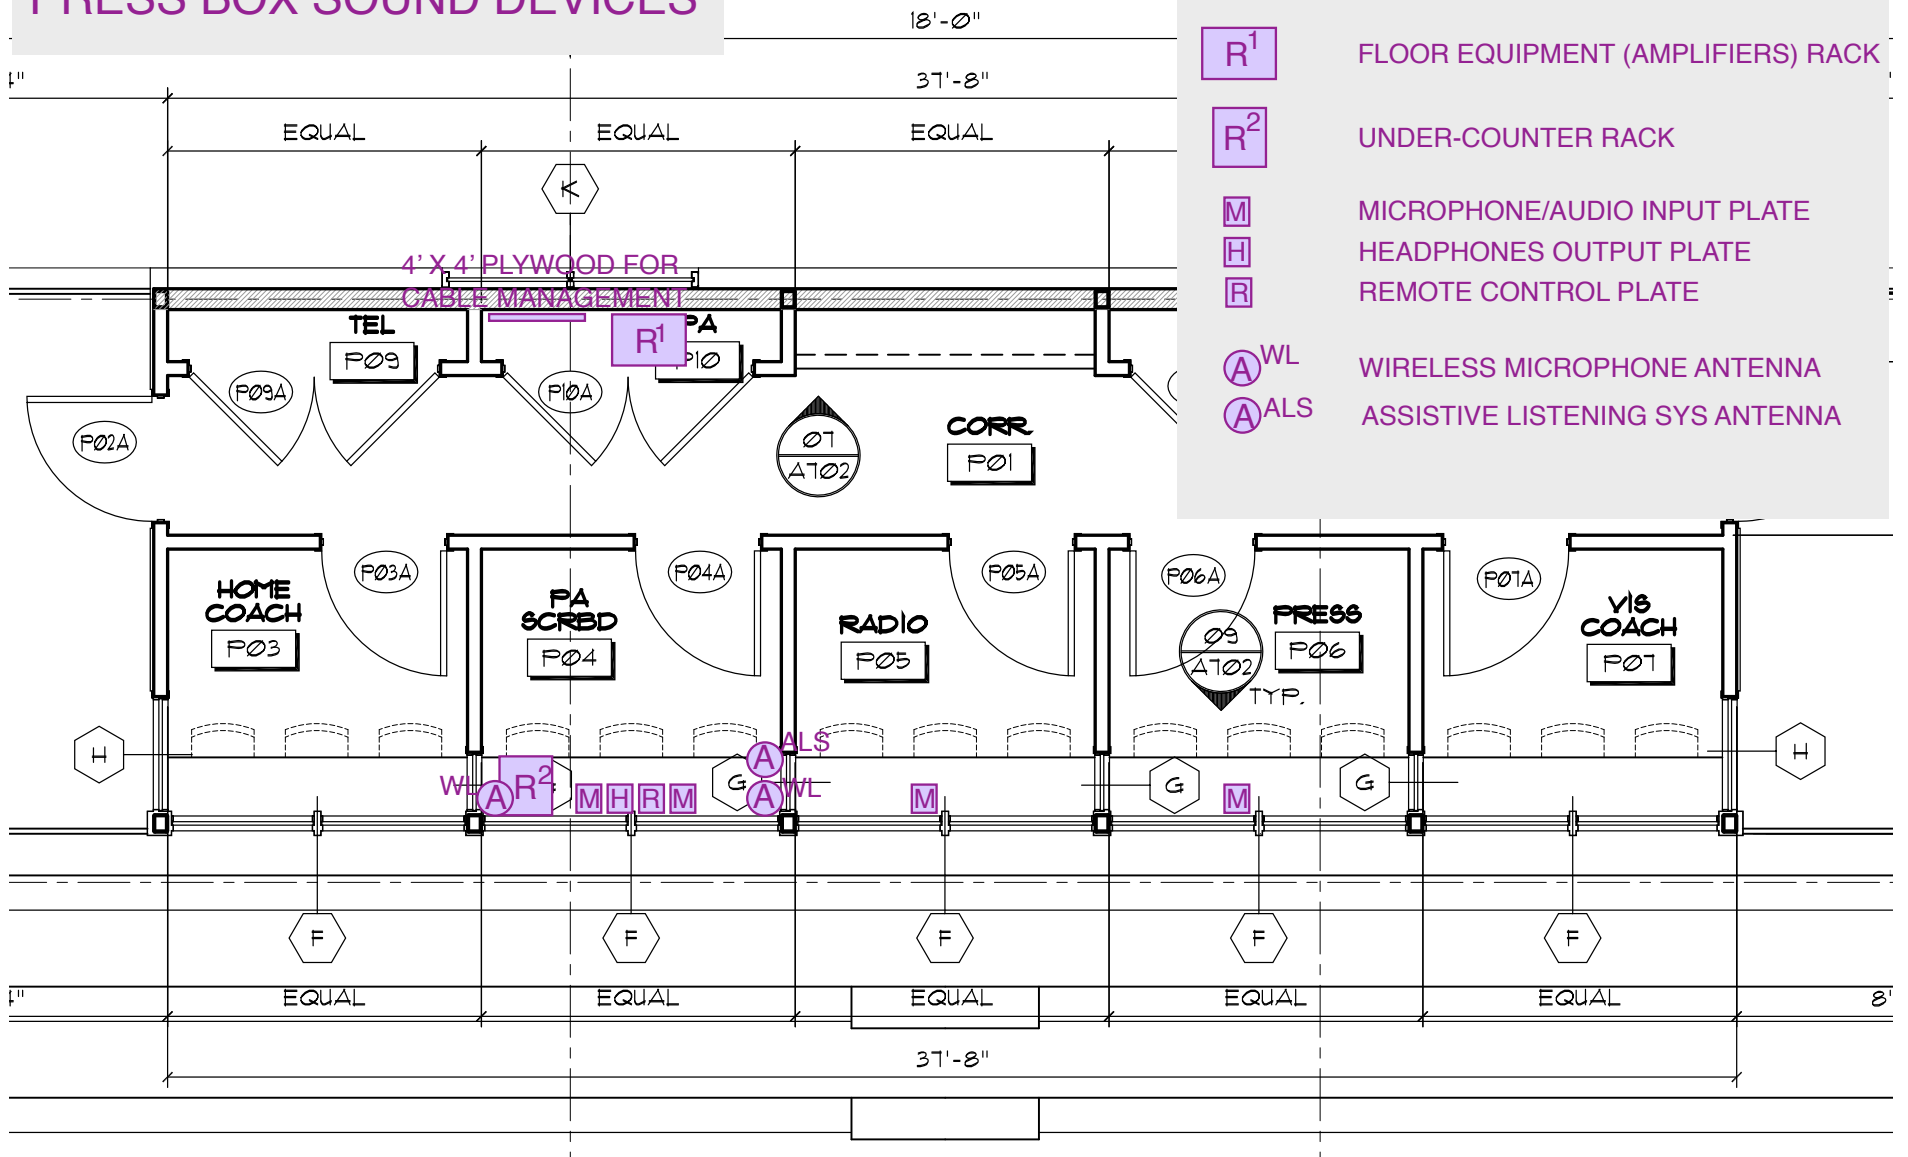 PRESS BOX SOUND DEVICES
18'-0"
37'-8"
EQUAL EQUAL EQUAL
R1 FLOOR EQUIPMENT (AMPLIFIERS) RACK
R2 UNDER-COUNTER RACK
M MICROPHONE/AUDIO INPUT PLATE
H HEADPHONES OUTPUT PLATE
R REMOTE CONTROL PLATE
A WL WIRELESS MICROPHONE ANTENNA
A ALS ASSISTIVE LISTENING SYS ANTENNA
K
4' X 4' PLYWOOD FOR
CABLE MANAGEMENT
TEL
P09
R1
PA
P10
P09A
P10A
P02A
07
A702
CORR.
P01
P03A
P04A
P05A
P06A
P07A
HOME
COACH
P03
PA
SCRBD
P04
RADIO
P05
09
A702
TYP.
PRESS
P06
VIS
COACH
P07
H
WL
A
R2
M H R M
G
A ALS
A WL
M
G
M
G
H
F F F F F
EQUAL EQUAL EQUAL EQUAL EQUAL
8'
37'-8"